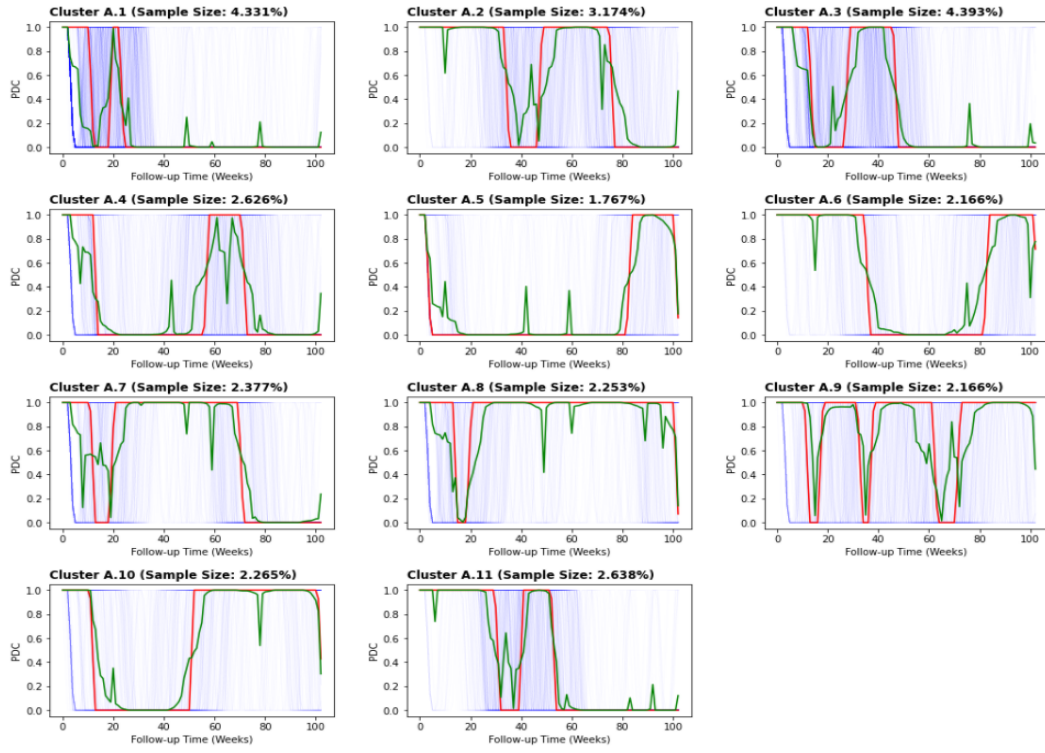 Cluster A.1 (Sample Size: 4.331%)
Cluster A.2 (Sample Size: 3.174%)
Cluster A.3 (Sample Size: 4.393%)
1.0 0.8 0.6 0.4 0.2 0.0
PDC
0 20 40 60 80 100
Follow-up Time (Weeks)
1.0 0.8 0.6 0.4 0.2 0.0
PDC
0 20 40 60 80 100
Follow-up Time (Weeks)
1.0 0.8 0.6 0.4 0.2 0.0
PDC
0 20 40 60 80 100
Follow-up Time (Weeks)
Cluster A.4 (Sample Size: 2.626%)
Cluster A.5 (Sample Size: 1.767%)
Cluster A.6 (Sample Size: 2.166%)
1.0 0.8 0.6 0.4 0.2 0.0
PDC
0 20 40 60 80 100
Follow-up Time (Weeks)
1.0 0.8 0.6 0.4 0.2 0.0
PDC
0 20 40 60 80 100
Follow-up Time (Weeks)
1.0 0.8 0.6 0.4 0.2 0.0
PDC
0 20 40 60 80 100
Follow-up Time (Weeks)
Cluster A.7 (Sample Size: 2.377%)
Cluster A.8 (Sample Size: 2.253%)
Cluster A.9 (Sample Size: 2.166%)
1.0 0.8 0.6 0.4 0.2 0.0
PDC
0 20 40 60 80 100
Follow-up Time (Weeks)
1.0 0.8 0.6 0.4 0.2 0.0
PDC
0 20 40 60 80 100
Follow-up Time (Weeks)
1.0 0.8 0.6 0.4 0.2 0.0
PDC
0 20 40 60 80 100
Follow-up Time (Weeks)
Cluster A.10 (Sample Size: 2.265%)
Cluster A.11 (Sample Size: 2.638%)
1.0 0.8 0.6 0.4 0.2 0.0
PDC
0 20 40 60 80 100
Follow-up Time (Weeks)
1.0 0.8 0.6 0.4 0.2 0.0
PDC
0 20 40 60 80 100
Follow-up Time (Weeks)